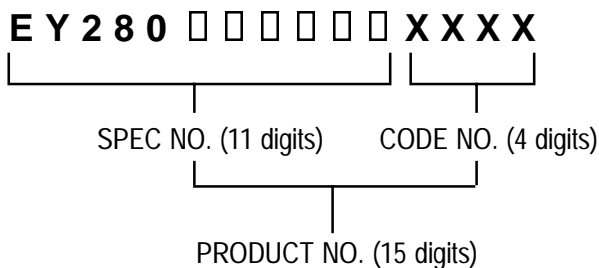 EY280▯▯▯▯▯▯XXXX
SPEC NO. (11 digits) CODE NO. (4 digits)
PRODUCT NO. (15 digits)